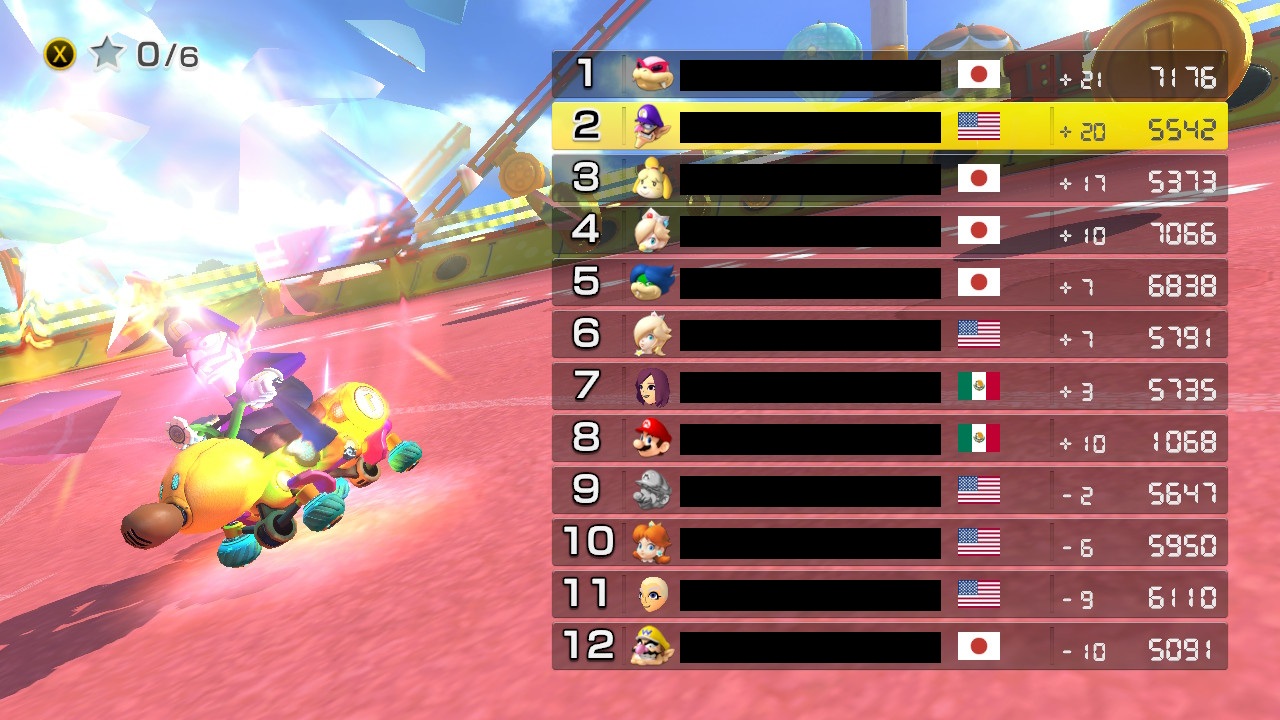 X 0/6
1 + 21 7176
2 + 20 5542
3 + 17 5373
4 + 10 7066
5 + 7 6838
6 + 7 5791
7 + 3 5735
8 + 10 1068
9 - 2 5647
10 - 6 5950
11 - 9 6110
12 - 10 5091